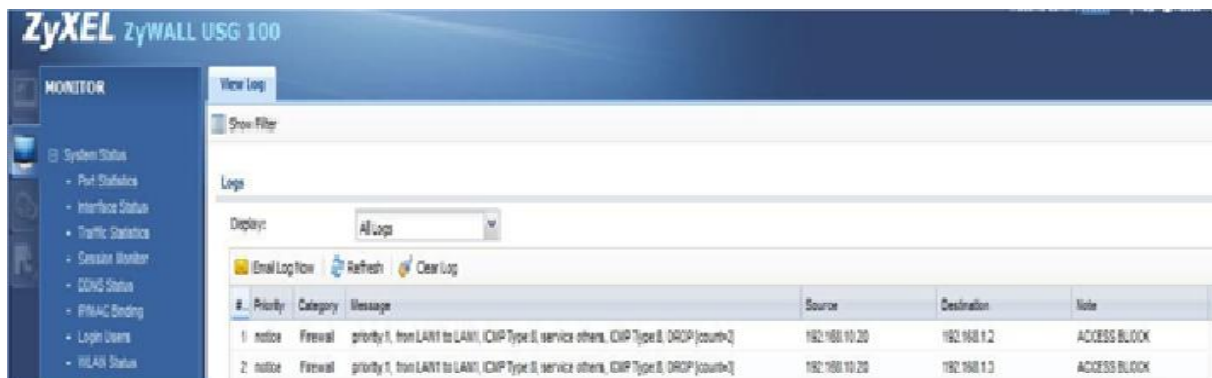 ZyXEL ZyWALL USG 100
MONITOR
View Log
Show Filter
System Status
Port Statistics
Interface Status
Traffic Statistics
Session Monitor
DDNS Status
IP/MAC Binding
Login Users
WLAN Status
Logs
Display: All Logs
Email Log Now Refresh Clear Log
#.. Priority Category Message Source Destination Note
1 notice Firewall priority:1, from LAN1 to LAN1, ICMP Type:8, service others, ICMP Type:8, DROP [count=2] 192.168.10.20 192.168.1.2 ACCESS BLOCK
2 notice Firewall priority:1, from LAN1 to LAN1, ICMP Type:8, service others, ICMP Type:8, DROP 192.168.10.20 192.168.1.3 ACCESS BLOCK